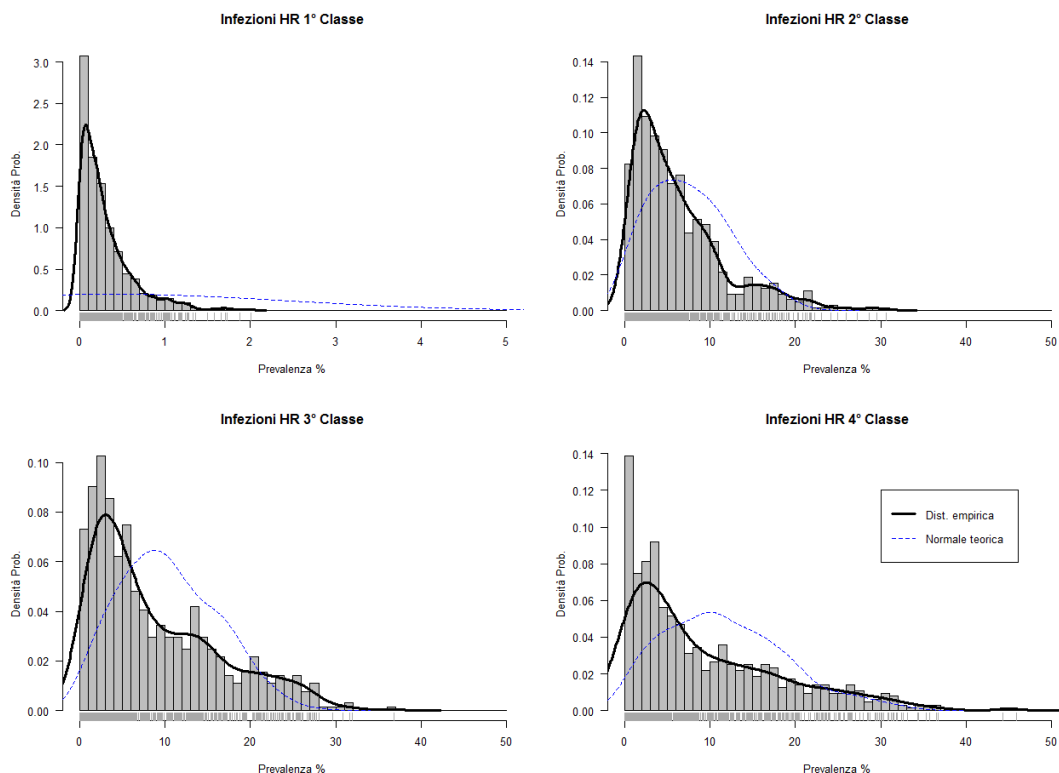 Infezioni HR 1° Classe
3.0
2.5
2.0
1.5
1.0
0.5
0.0
Densità Prob.
0 1 2 3 4 5
Prevalenza %
Infezioni HR 2° Classe
0.14
0.12
0.10
0.08
0.06
0.04
0.02
0.00
Densità Prob.
0 10 20 30 40 50
Prevalenza %
Infezioni HR 3° Classe
0.10
0.08
0.06
0.04
0.02
0.00
Densità Prob.
0 10 20 30 40 50
Prevalenza %
Infezioni HR 4° Classe
0.14
0.12
0.10
0.08
0.06
0.04
0.02
0.00
Densità Prob.
Dist. empirica
Normale teorica
0 10 20 30 40 50
Prevalenza %